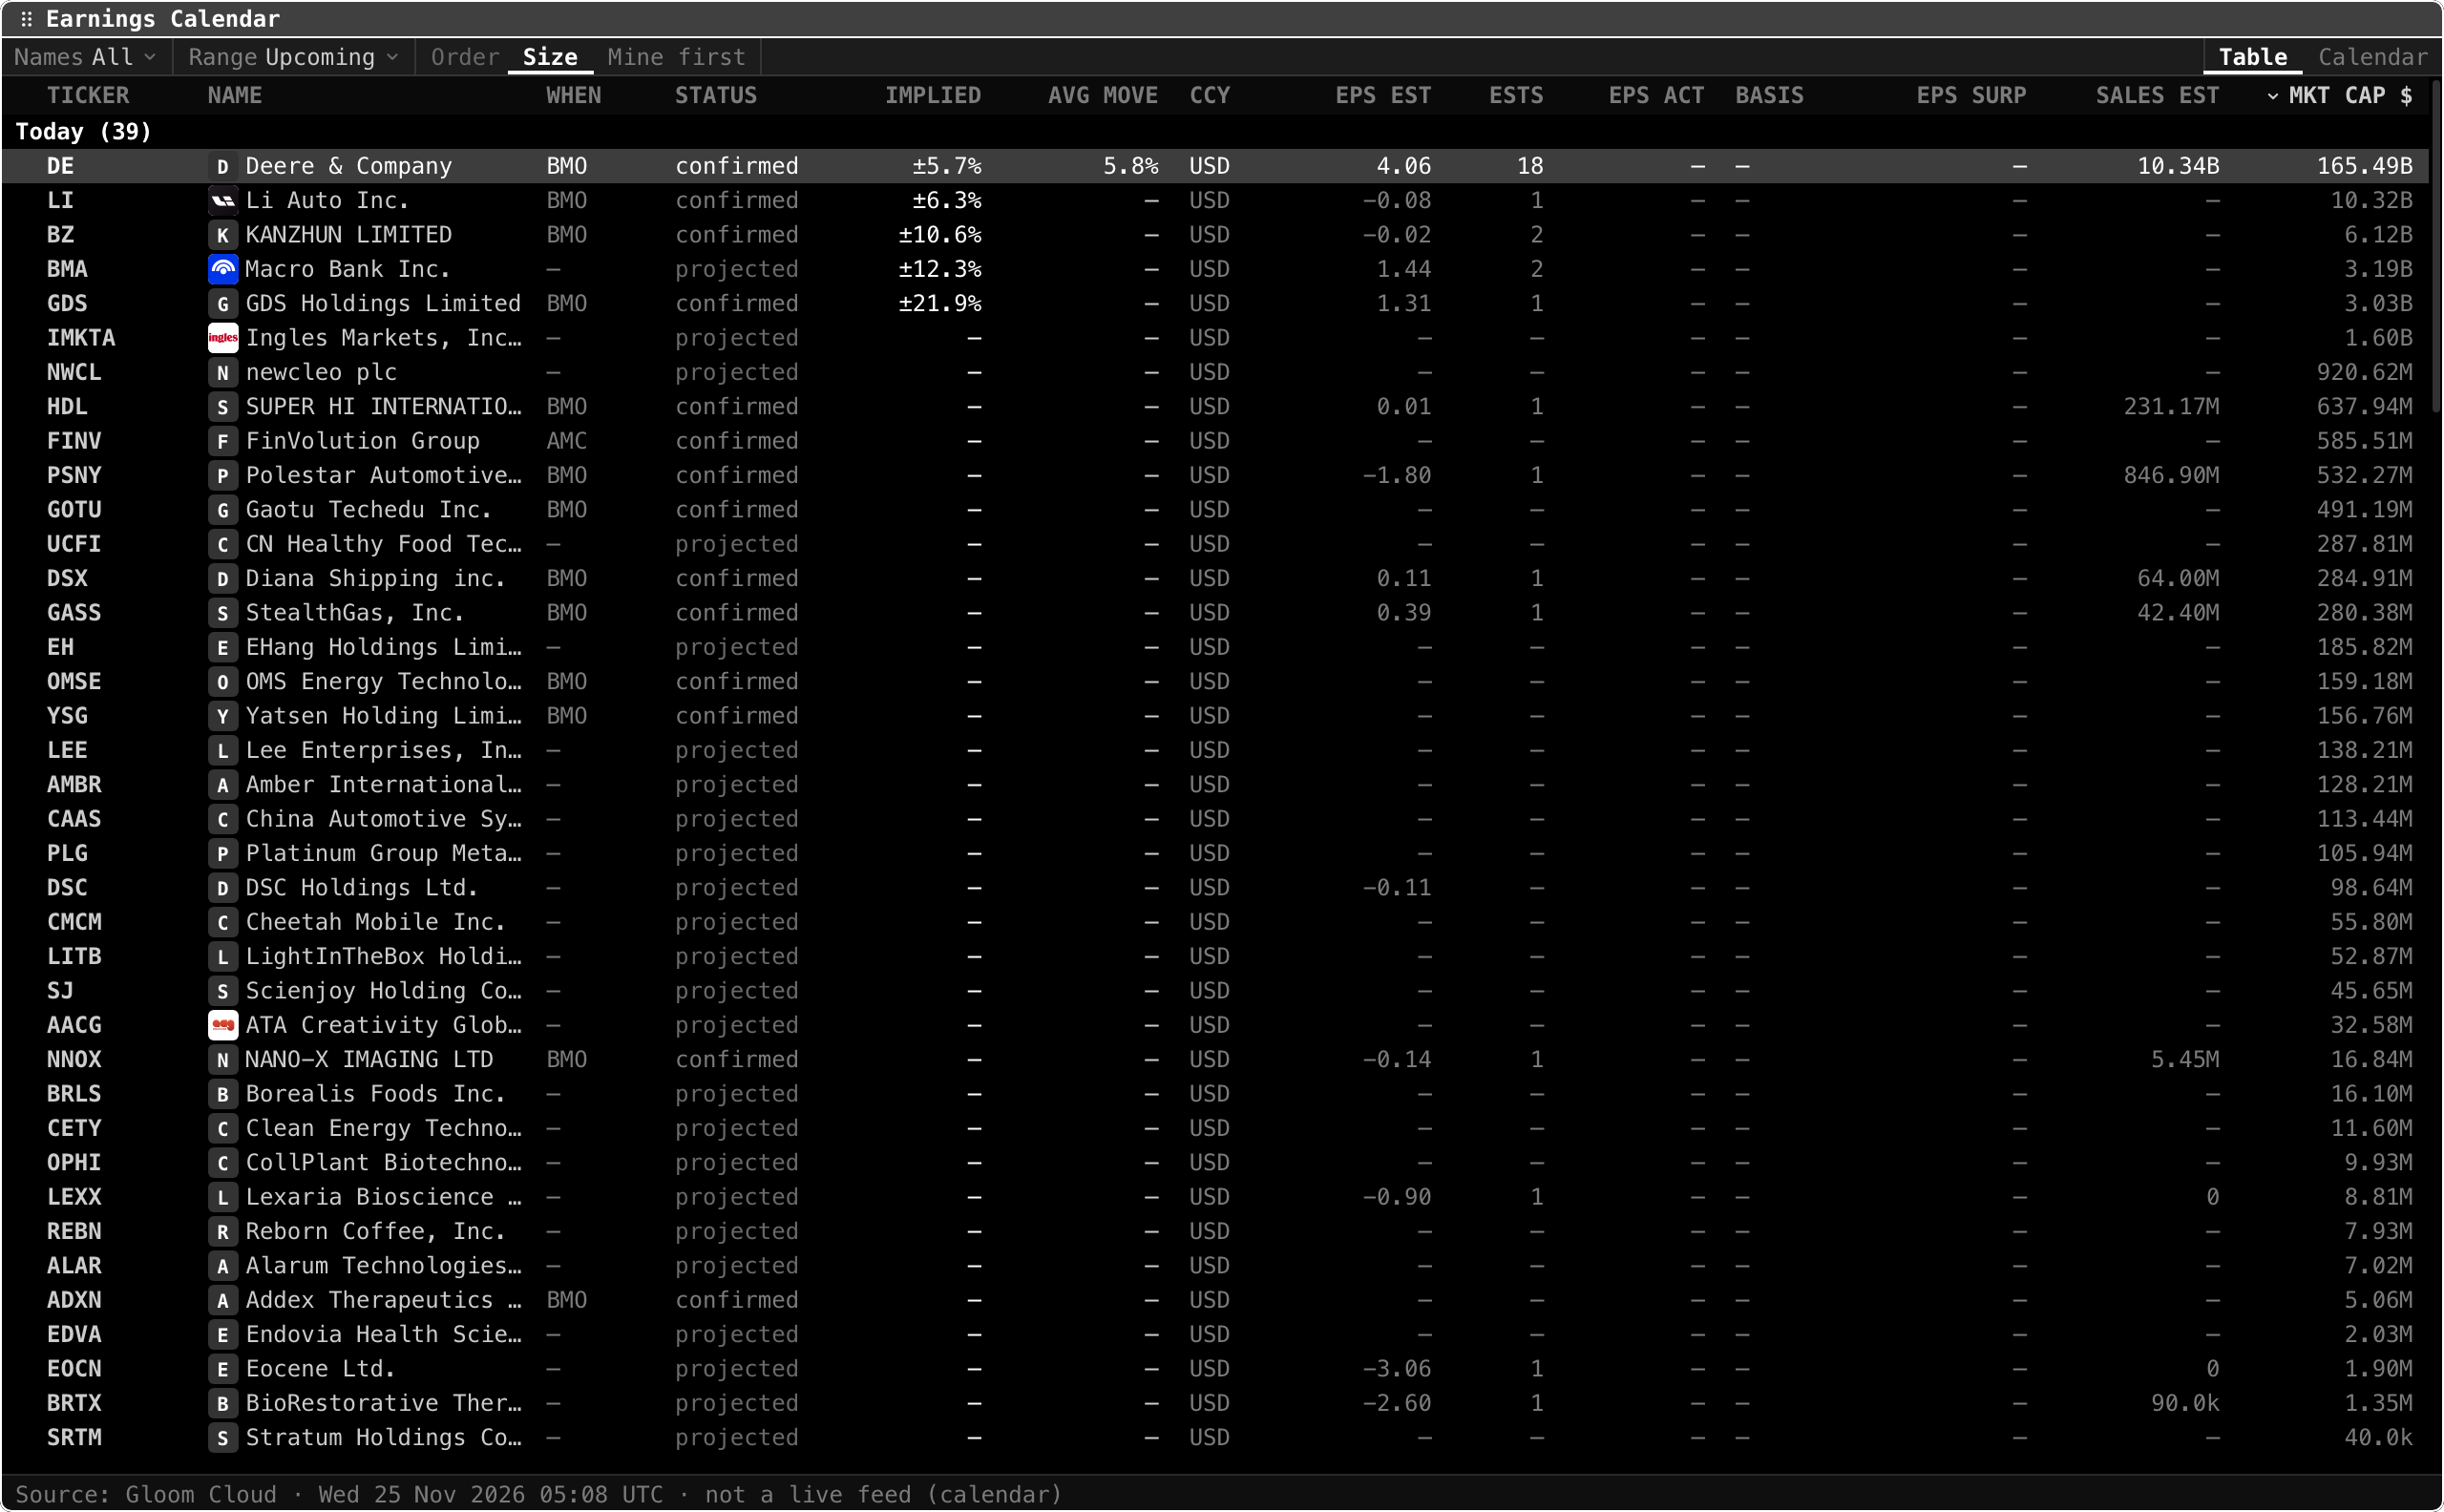 Earnings Calendar
Names All Range Upcoming Order Size Mine first Table Calendar
TICKER NAME WHEN STATUS IMPLIED AVG MOVE CCY EPS EST ESTS EPS ACT BASIS EPS SURP SALES EST MKT CAP $
Today (39)
DE D Deere & Company BMO confirmed ±5.7% 5.8% USD 4.06 18 — — — 10.34B 165.49B
LI Li Auto Inc. BMO confirmed ±6.3% — USD −0.08 1 — — — — 10.32B
BZ K KANZHUN LIMITED BMO confirmed ±10.6% — USD −0.02 2 — — — — 6.12B
BMA Macro Bank Inc. — projected ±12.3% — USD 1.44 2 — — — — 3.19B
GDS G GDS Holdings Limited BMO confirmed ±21.9% — USD 1.31 1 — — — — 3.03B
IMKTA ingles Ingles Markets, Inc… — projected — — USD — — — — — — 1.60B
NWCL N newcleo plc — projected — — USD — — — — — — 920.62M
HDL S SUPER HI INTERNATIO… BMO confirmed — — USD 0.01 1 — — — 231.17M 637.94M
FINV F FinVolution Group AMC confirmed — — USD — — — — — — 585.51M
PSNY P Polestar Automotive… BMO confirmed — — USD −1.80 1 — — — 846.90M 532.27M
GOTU G Gaotu Techedu Inc. BMO confirmed — — USD — — — — — — 491.19M
UCFI C CN Healthy Food Tec… — projected — — USD — — — — — — 287.81M
DSX D Diana Shipping inc. BMO confirmed — — USD 0.11 1 — — — 64.00M 284.91M
GASS S StealthGas, Inc. BMO confirmed — — USD 0.39 1 — — — 42.40M 280.38M
EH E EHang Holdings Limi… — projected — — USD — — — — — — 185.82M
OMSE O OMS Energy Technolo… BMO confirmed — — USD — — — — — — 159.18M
YSG Y Yatsen Holding Limi… BMO confirmed — — USD — — — — — — 156.76M
LEE L Lee Enterprises, In… — projected — — USD — — — — — — 138.21M
AMBR A Amber International… — projected — — USD — — — — — — 128.21M
CAAS C China Automotive Sy… — projected — — USD — — — — — — 113.44M
PLG P Platinum Group Meta… — projected — — USD — — — — — — 105.94M
DSC D DSC Holdings Ltd. — projected — — USD −0.11 — — — — — 98.64M
CMCM C Cheetah Mobile Inc. — projected — — USD — — — — — — 55.80M
LITB L LightInTheBox Holdi… — projected — — USD — — — — — — 52.87M
SJ S Scienjoy Holding Co… — projected — — USD — — — — — — 45.65M
AACG ATA Creativity Glob… — projected — — USD — — — — — — 32.58M
NNOX N NANO-X IMAGING LTD BMO confirmed — — USD −0.14 1 — — — 5.45M 16.84M
BRLS B Borealis Foods Inc. — projected — — USD — — — — — — 16.10M
CETY C Clean Energy Techno… — projected — — USD — — — — — — 11.60M
OPHI C CollPlant Biotechno… — projected — — USD — — — — — — 9.93M
LEXX L Lexaria Bioscience … — projected — — USD −0.90 1 — — — 0 8.81M
REBN R Reborn Coffee, Inc. — projected — — USD — — — — — — 7.93M
ALAR A Alarum Technologies… — projected — — USD — — — — — — 7.02M
ADXN A Addex Therapeutics … BMO confirmed — — USD — — — — — — 5.06M
EDVA E Endovia Health Scie… — projected — — USD — — — — — — 2.03M
EOCN E Eocene Ltd. — projected — — USD −3.06 1 — — — 0 1.90M
BRTX B BioRestorative Ther… — projected — — USD −2.60 1 — — — 90.0k 1.35M
SRTM S Stratum Holdings Co… — projected — — USD — — — — — — 40.0k
Source: Gloom Cloud · Wed 25 Nov 2026 05:08 UTC · not a live feed (calendar)